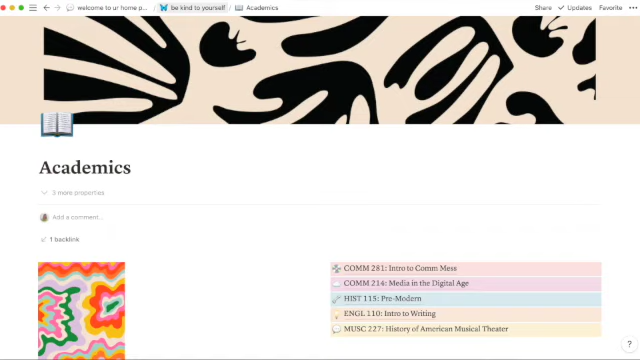 welcome to ur home p... / be kind to yourself / Academics
Share Updates Favorite
Academics
3 more properties
Add a comment...
1 backlink
COMM 281: Intro to Comm Mess
COMM 214: Media in the Digital Age
HIST 115: Pre-Modern
ENGL 110: Intro to Writing
MUSC 227: History of American Musical Theater
?